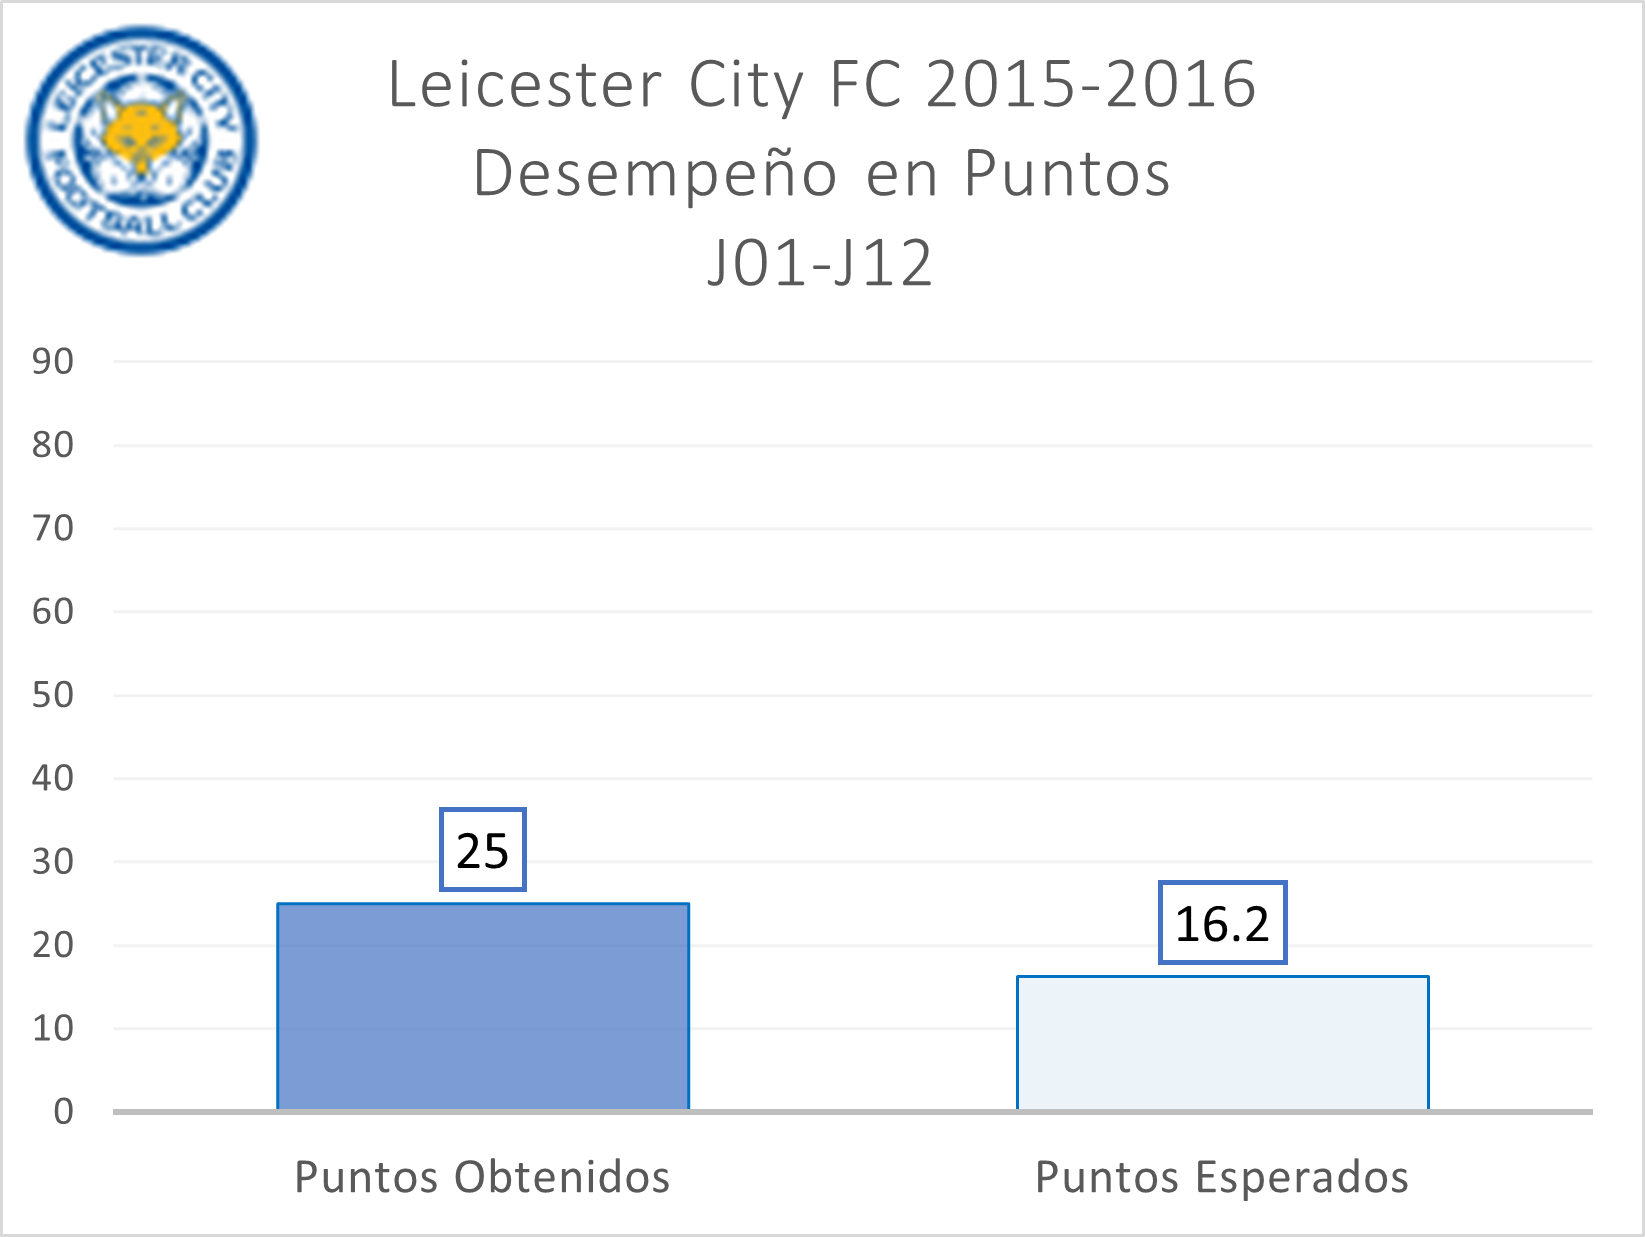 LEICESTER CITY
FOOTBALL CLUB
Leicester City FC 2015-2016
Desempeño en Puntos
J01-J12
90
80
70
60
50
40
30
20
10
0
25
16.2
Puntos Obtenidos
Puntos Esperados